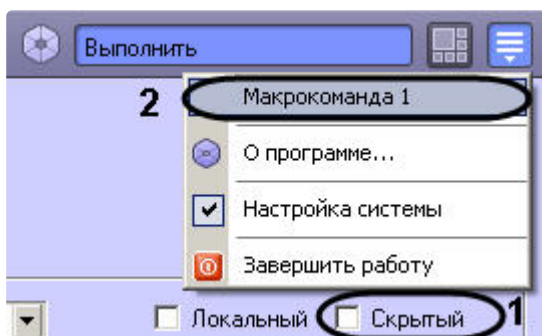 Выполнить
2
Макрокоманда 1
О программе...
Настройка системы
Завершить работу
Локальный
Скрытый
1